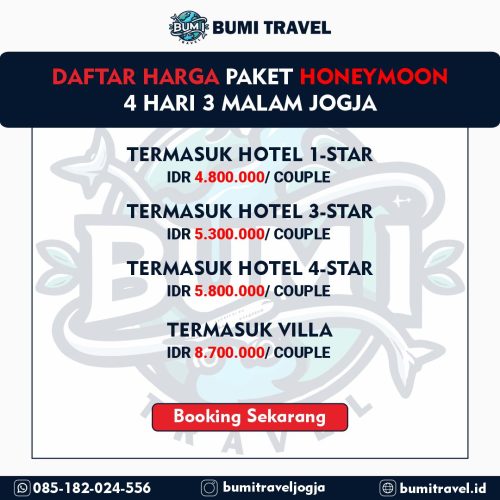 BUMI TRAVEL
DAFTAR HARGA PAKET HONEYMOON
4 HARI 3 MALAM JOGJA
TERMASUK HOTEL 1-STAR
IDR 4.800.000/ COUPLE
TERMASUK HOTEL 3-STAR
IDR 5.300.000/ COUPLE
TERMASUK HOTEL 4-STAR
IDR 5.800.000/ COUPLE
TERMASUK VILLA
IDR 8.700.000/ COUPLE
BUMI
TRAVEL
Booking Sekarang
085-182-024-556
bumitraveljogja
bumitravel.id